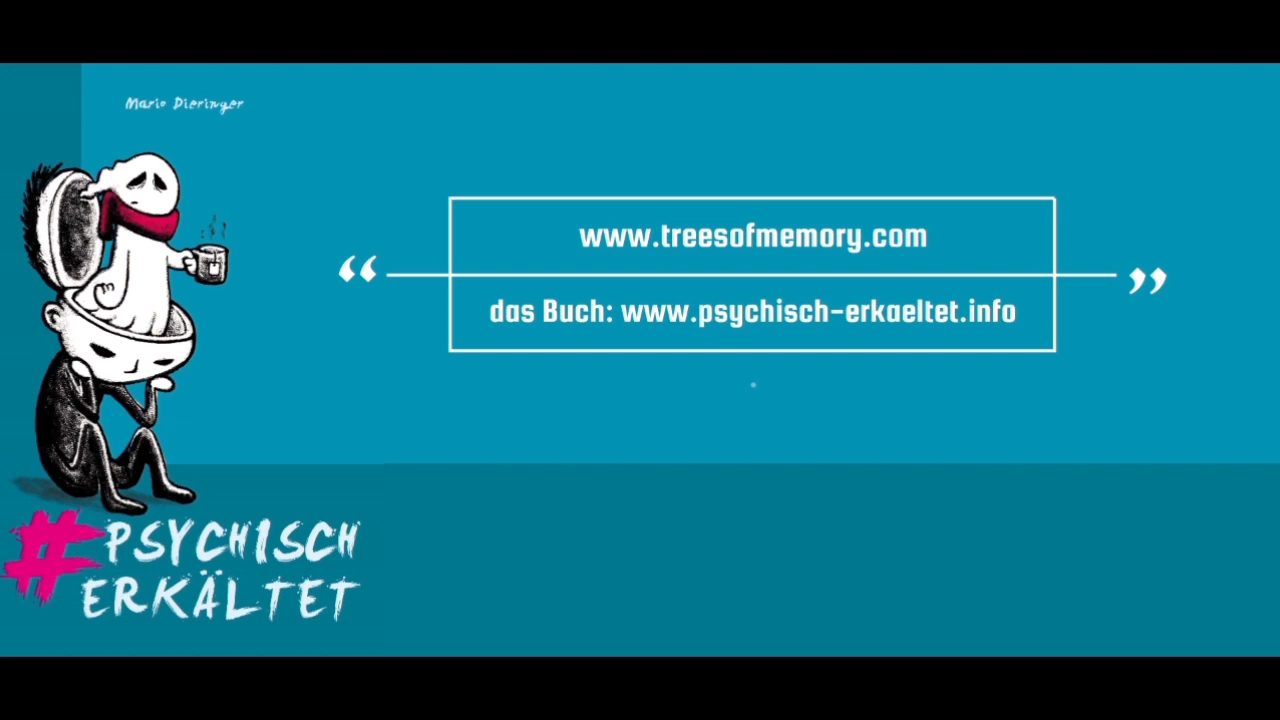 Mario Dieringer
“
www.treesofmemory.com
”
das Buch: www.psychisch-erkaeltet.info
#PSYCHISCH
ERKÄLTET